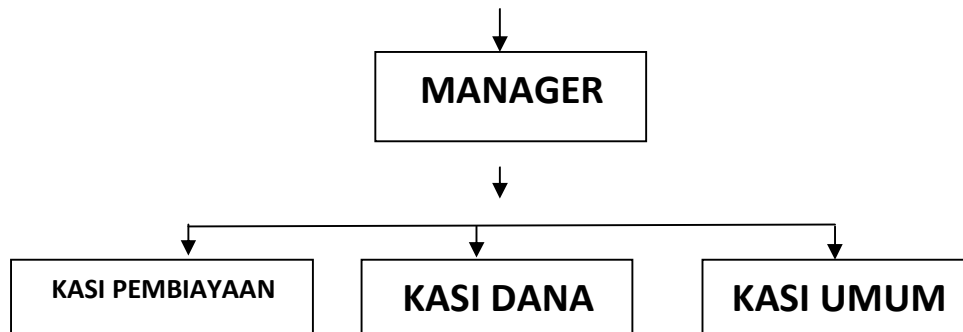 MANAGER
KASI PEMBIAYAAN
KASI DANA
KASI UMUM